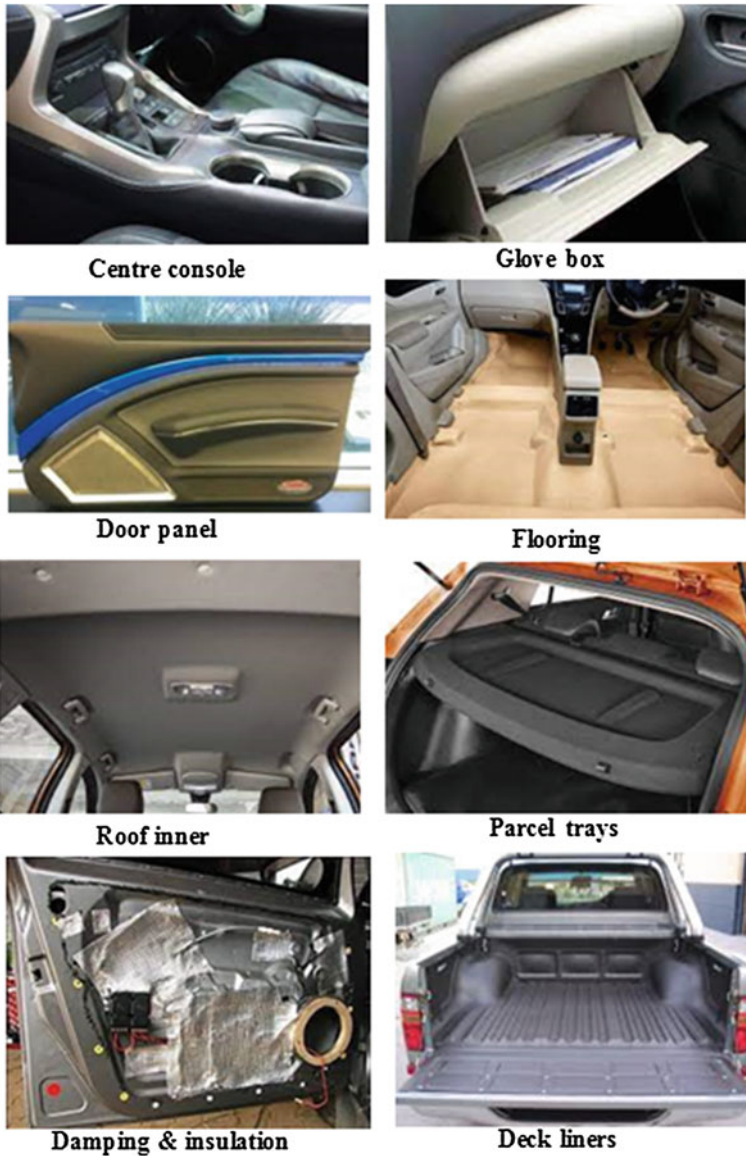 Centre console
Glove box
Door panel
Flooring
Roof inner
Parcel trays
Damping & insulation
Deck liners